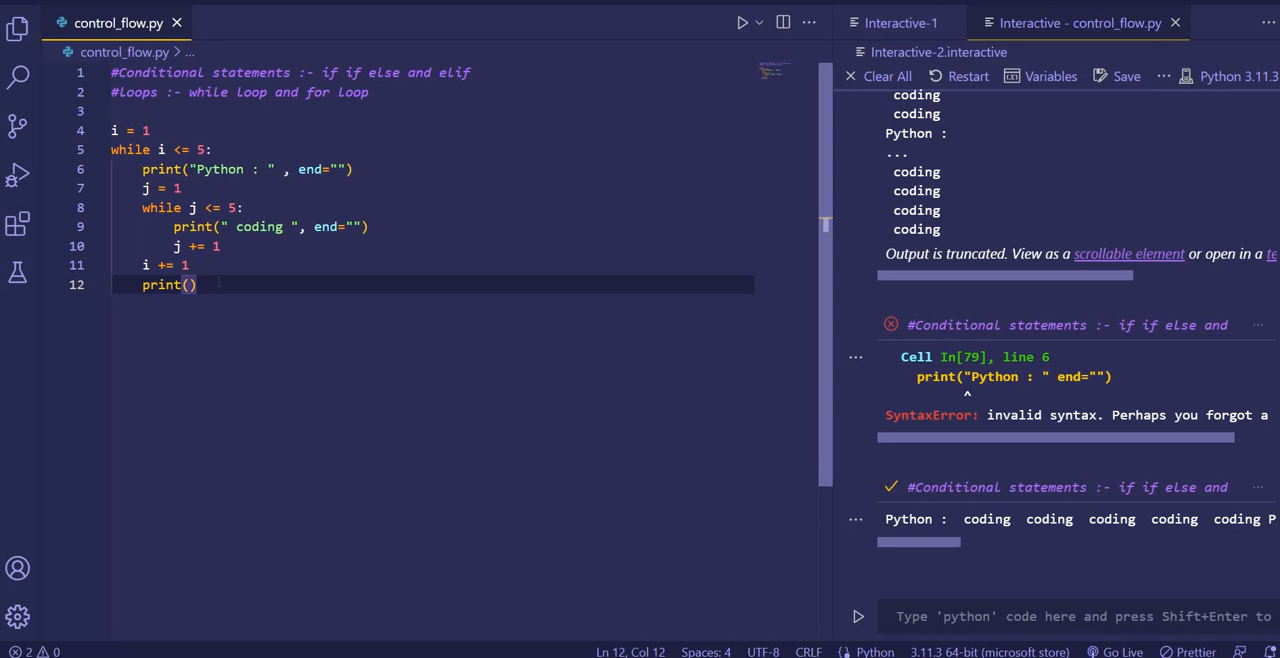 control_flow.py
Interactive-1
Interactive - control_flow.py
control_flow.py > ...
Interactive-2.interactive
Clear All Restart Variables Save ... Python 3.11.3
1 #Conditional statements :- if if else and elif
2 #loops :- while loop and for loop
3
4 i = 1
5 while i <= 5:
6 print("Python : " , end="")
7 j = 1
8 while j <= 5:
9 print(" coding ", end="")
10 j += 1
11 i += 1
12 print()
coding
coding
Python :
...
coding
coding
coding
coding
Output is truncated. View as a scrollable element or open in a te
#Conditional statements :- if if else and ...
... Cell In[79], line 6
print("Python : " end="")
^
SyntaxError: invalid syntax. Perhaps you forgot a
#Conditional statements :- if if else and ...
... Python : coding coding coding coding coding P
Type 'python' code here and press Shift+Enter to
2 0 Ln 12, Col 12 Spaces: 4 UTF-8 CRLF Python 3.11.3 64-bit (microsoft store) Go Live Prettier